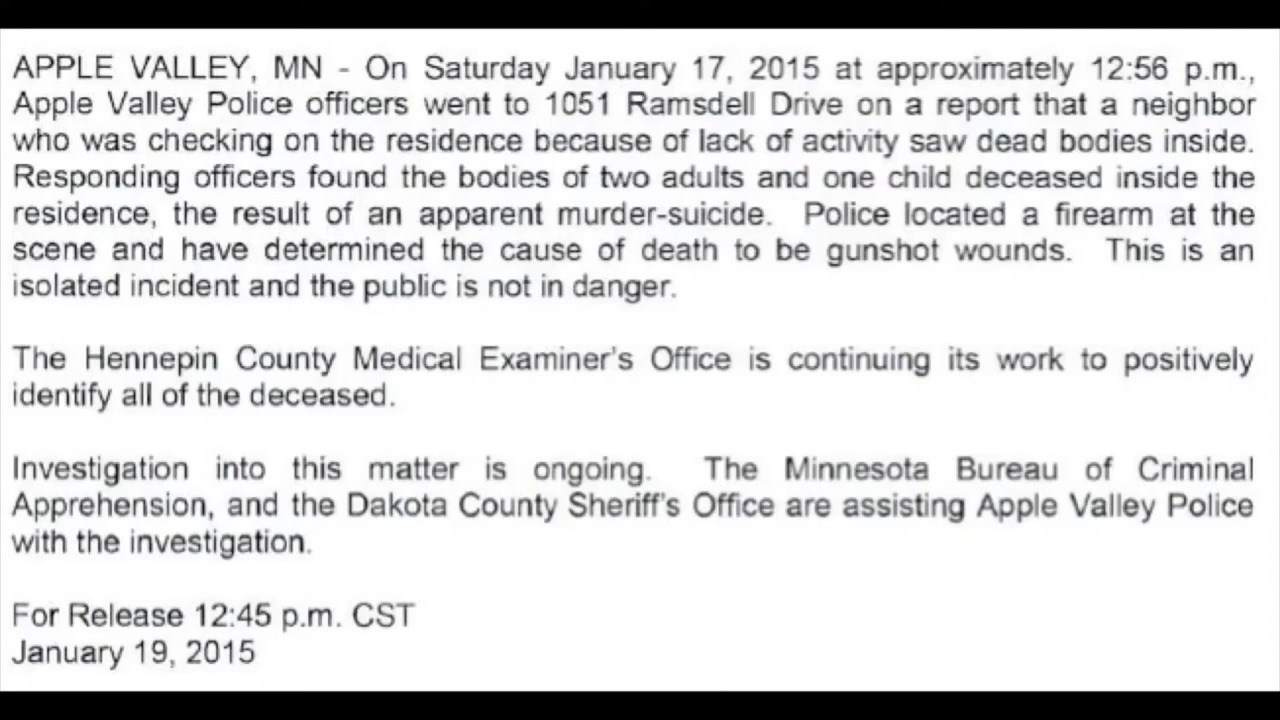 APPLE VALLEY, MN - On Saturday January 17, 2015 at approximately 12:56 p.m.,
Apple Valley Police officers went to 1051 Ramsdell Drive on a report that a neighbor
who was checking on the residence because of lack of activity saw dead bodies inside.
Responding officers found the bodies of two adults and one child deceased inside the
residence, the result of an apparent murder-suicide. Police located a firearm at the
scene and have determined the cause of death to be gunshot wounds. This is an
isolated incident and the public is not in danger.
The Hennepin County Medical Examiner's Office is continuing its work to positively
identify all of the deceased.
Investigation into this matter is ongoing. The Minnesota Bureau of Criminal
Apprehension, and the Dakota County Sheriff's Office are assisting Apple Valley Police
with the investigation.
For Release 12:45 p.m. CST
January 19, 2015